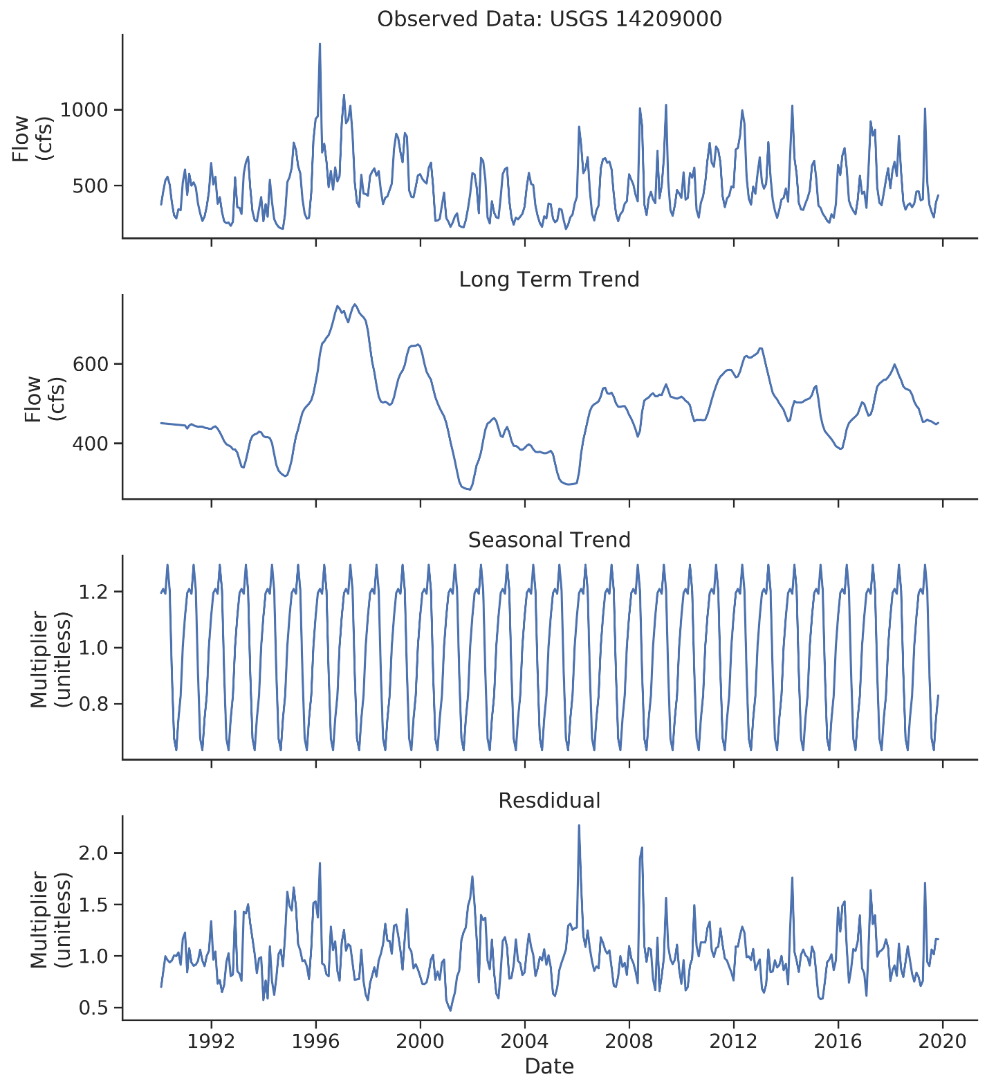 Observed Data: USGS 14209000
Flow
(cfs)
1000
500
Long Term Trend
Flow
(cfs)
600
400
Seasonal Trend
Multiplier
(unitless)
1.2
1.0
0.8
Resdidual
Multiplier
(unitless)
2.0
1.5
1.0
0.5
1992 1996 2000 2004 2008 2012 2016 2020
Date